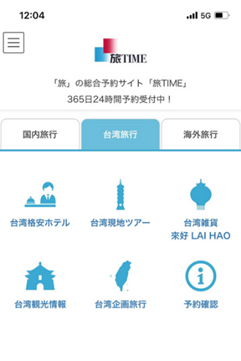 12:04
5G
旅TIME
「旅」の総合予約サイト「旅TIME」
365日24時間予約受付中！
国内旅行 台湾旅行 海外旅行
台湾格安ホテル 台湾現地ツアー 台湾雑貨
來好 LAI HAO
台湾観光情報 台湾企画旅行 予約確認